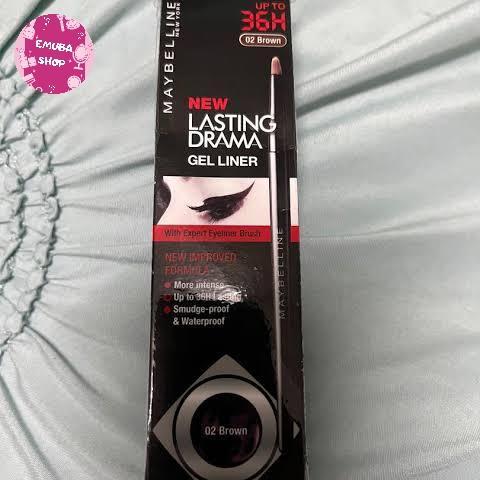 EMUBA
SHOP
MAYBELLINE
NEW YORK
UP TO
36H
02 Brown
NEW
LASTING
DRAMA
GEL LINER
With Expert Eyeliner Brush
NEW IMPROVED
FORMULA
More intense
Up to 36H Lasting
Smudge-proof
& Waterproof
MAYBELLINE
02 Brown